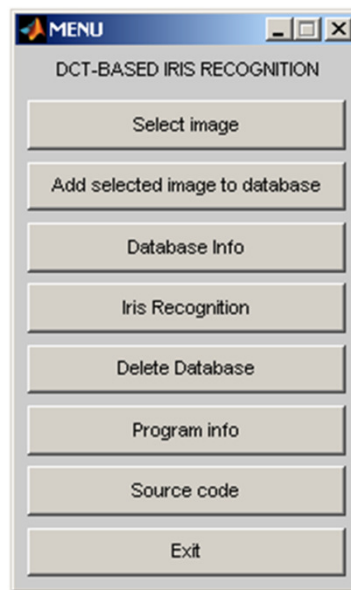 MENU
DCT-BASED IRIS RECOGNITION
Select image
Add selected image to database
Database Info
Iris Recognition
Delete Database
Program info
Source code
Exit